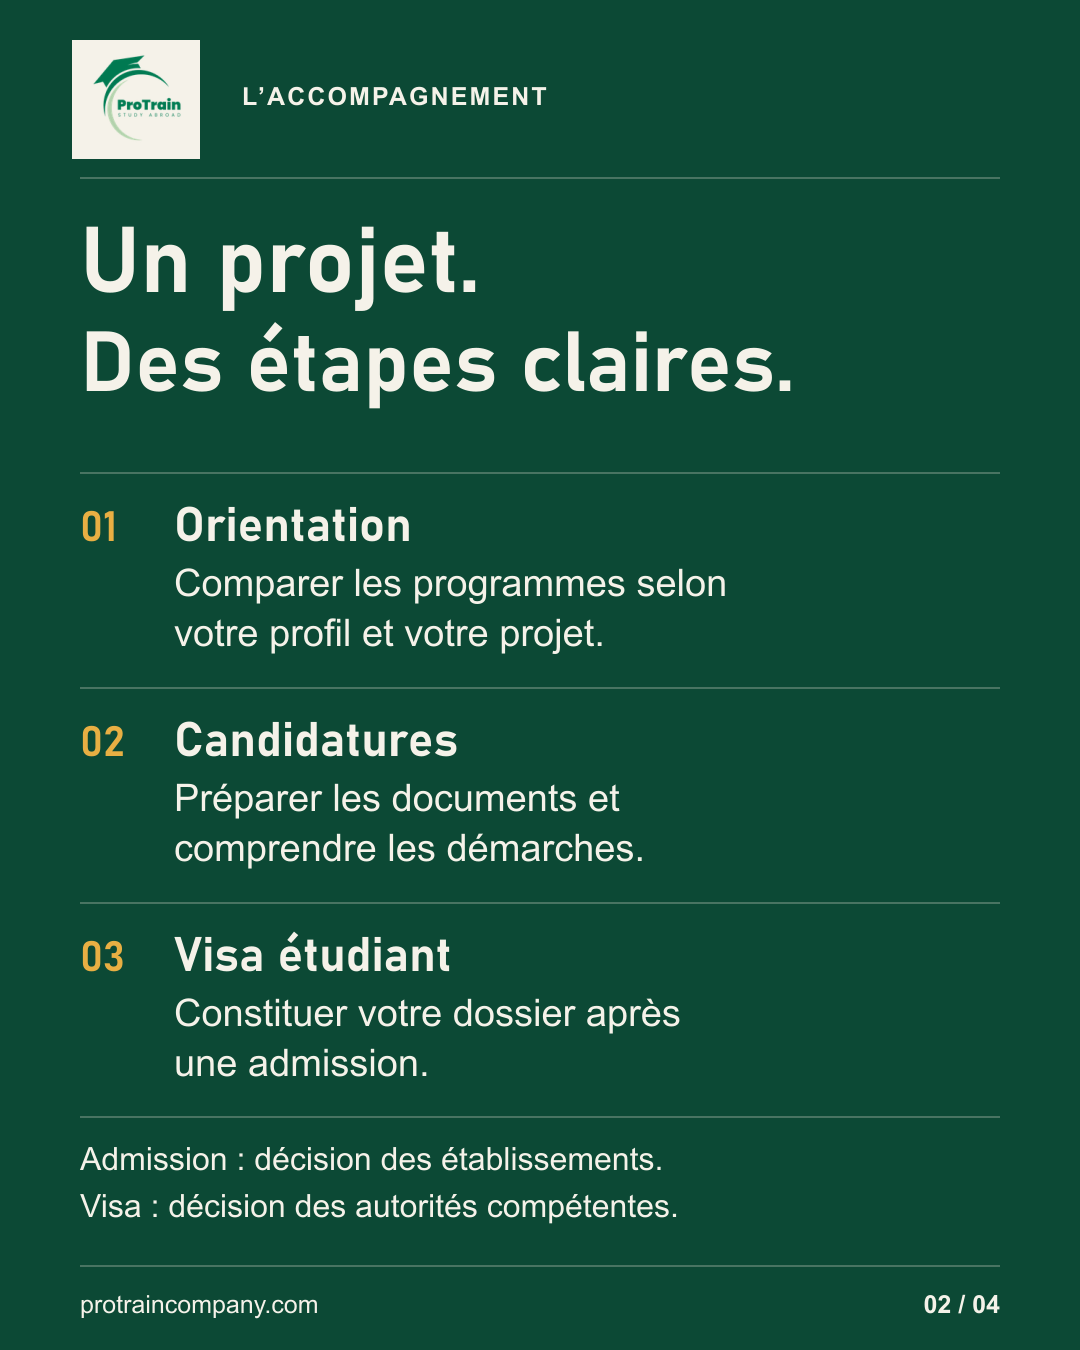 ProTrain
STUDY ABROAD
L’ACCOMPAGNEMENT
Un projet.
Des étapes claires.
01 Orientation
Comparer les programmes selon
votre profil et votre projet.
02 Candidatures
Préparer les documents et
comprendre les démarches.
03 Visa étudiant
Constituer votre dossier après
une admission.
Admission : décision des établissements.
Visa : décision des autorités compétentes.
protraincompany.com 02 / 04